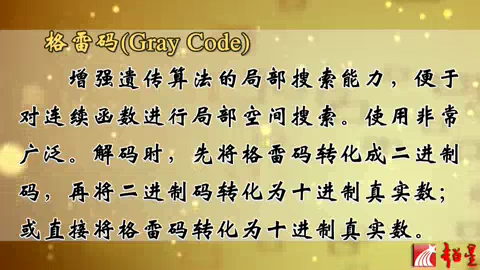 格雷码(Gray Code)
增强遗传算法的局部搜索能力，便于
对连续函数进行局部空间搜索。使用非常
广泛。解码时，先将格雷码转化成二进制
码，再将二进制码转化为十进制真实数；
或直接将格雷码转化为十进制真实数。